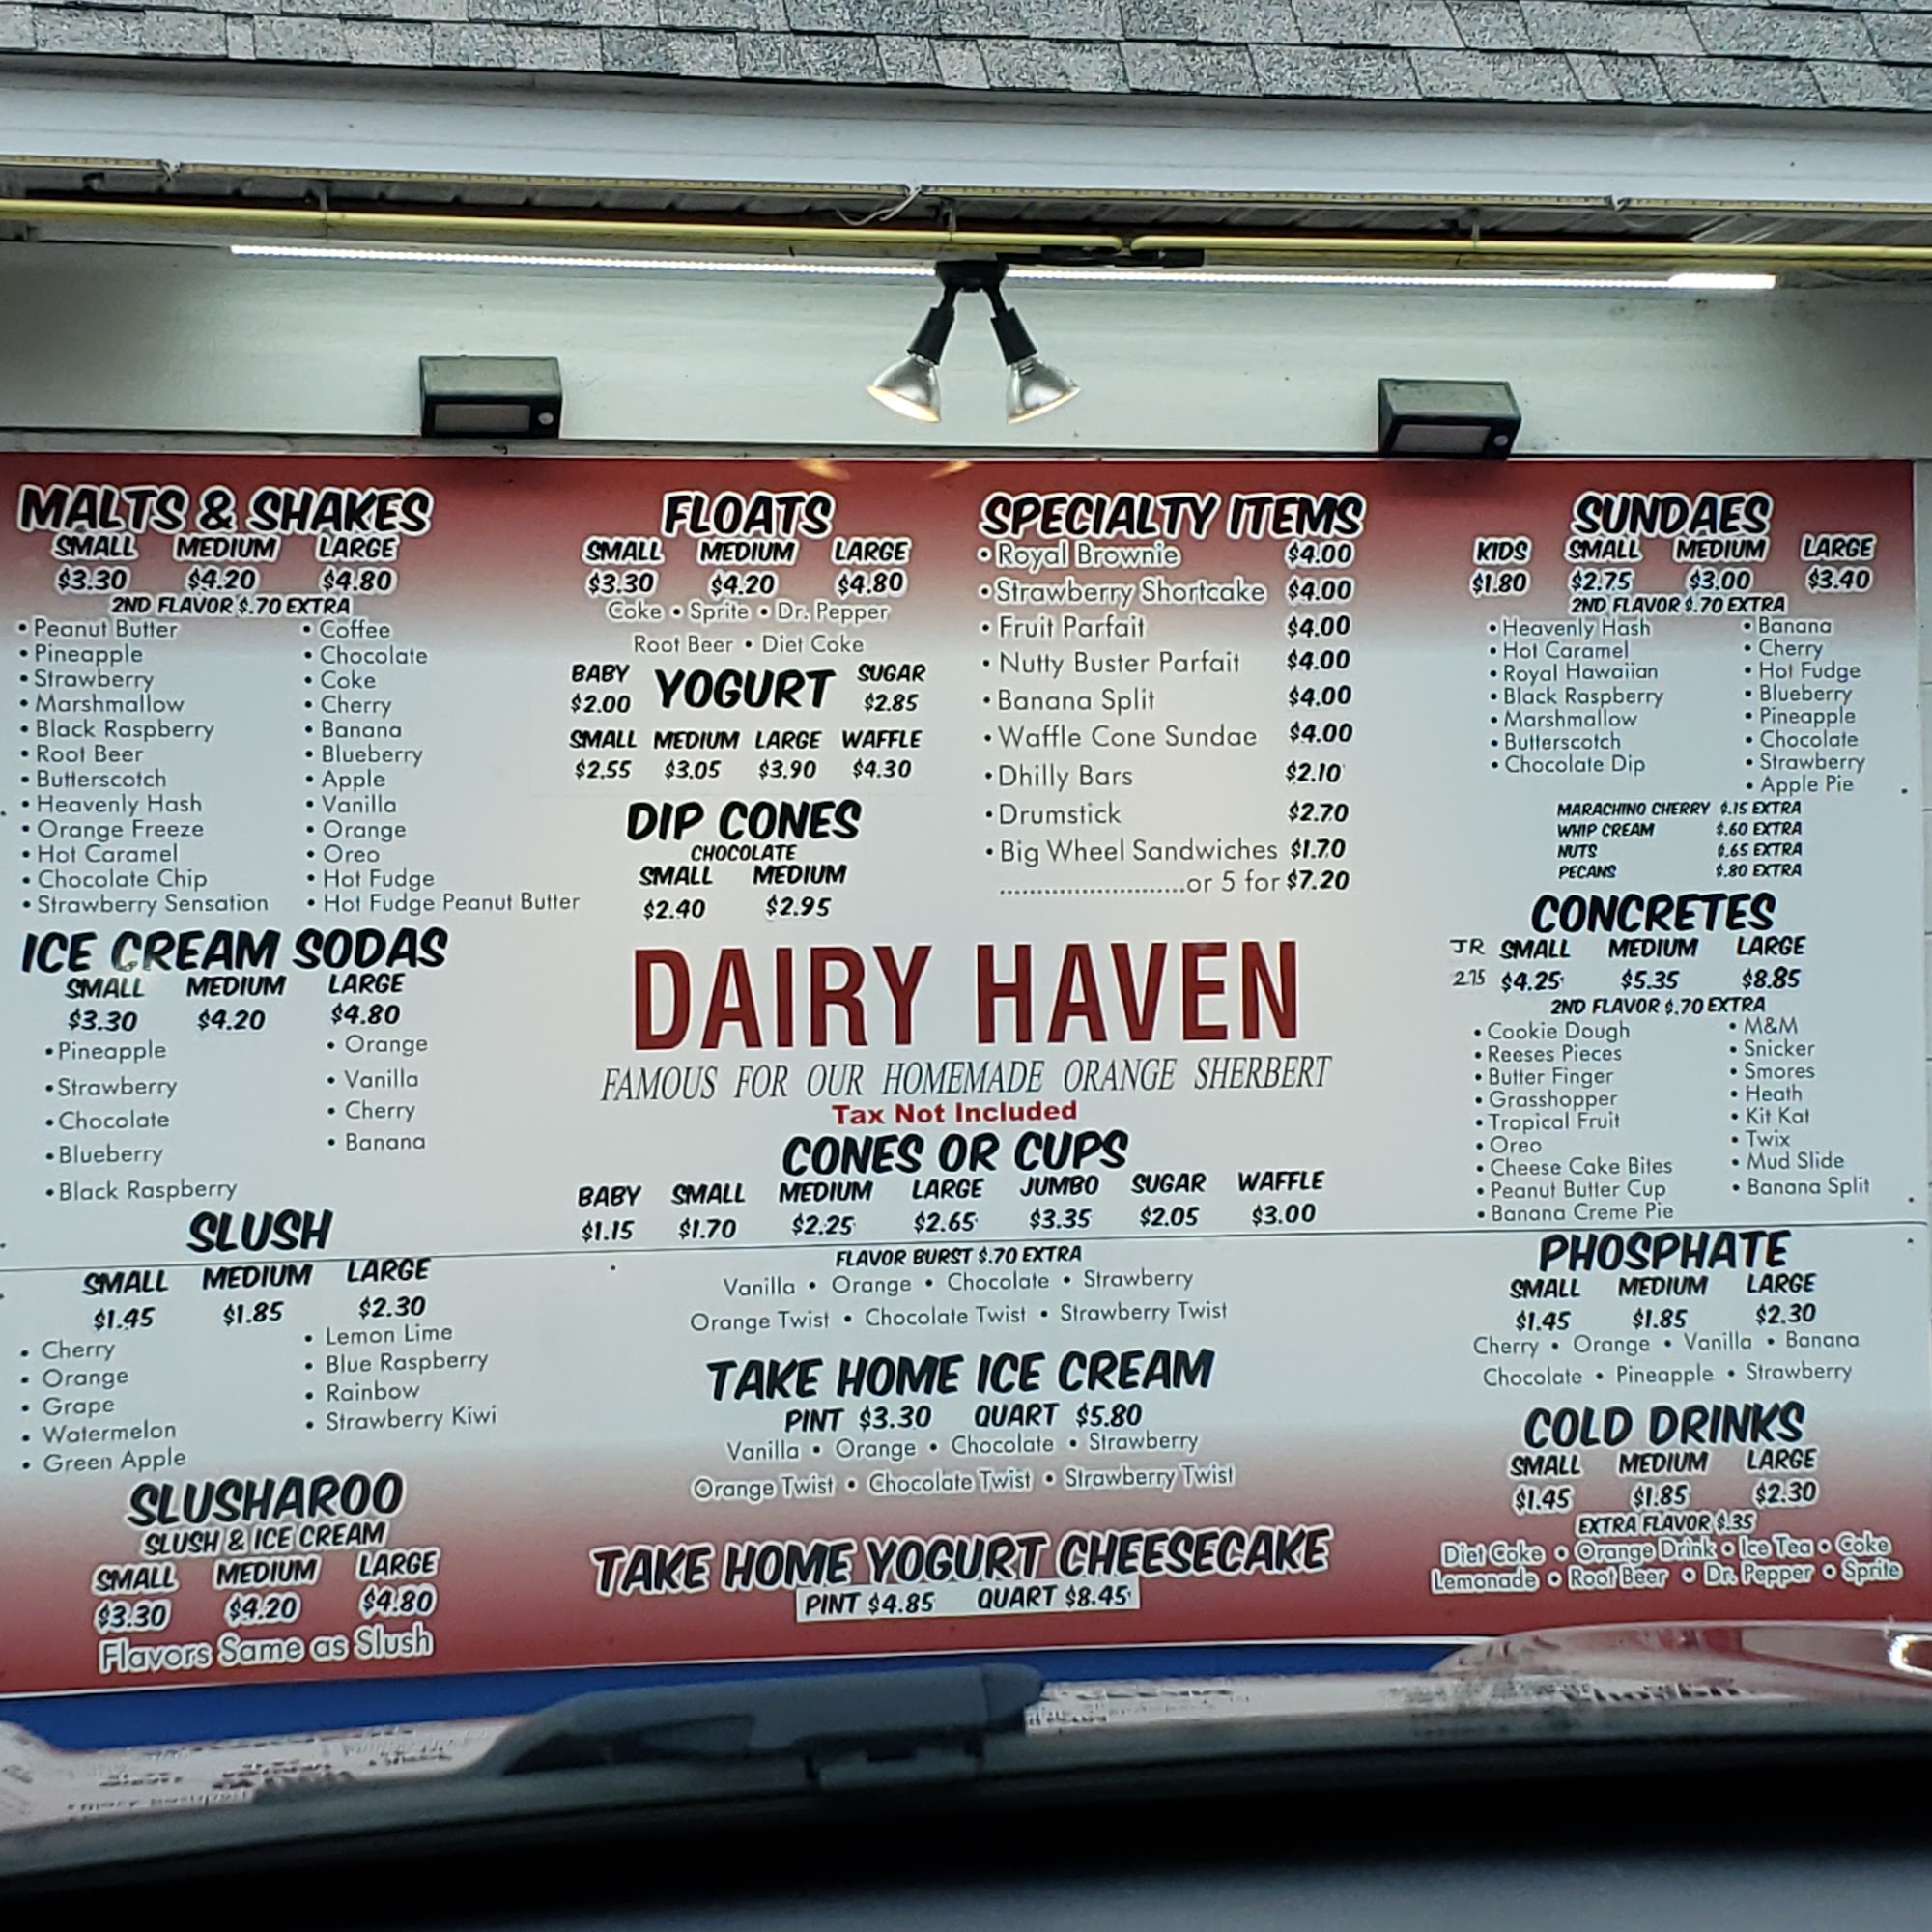 MALTS & SHAKES
SMALL MEDIUM LARGE
$3.30 $4.20 $4.80
2ND FLAVOR $.70 EXTRA
• Peanut Butter
• Pineapple
• Strawberry
• Marshmallow
• Black Raspberry
• Root Beer
• Butterscotch
• Heavenly Hash
• Orange Freeze
• Hot Caramel
• Chocolate Chip
• Strawberry Sensation
• Coffee
• Chocolate
• Coke
• Cherry
• Banana
• Blueberry
• Apple
• Vanilla
• Orange
• Oreo
• Hot Fudge
• Hot Fudge Peanut Butter
ICE CREAM SODAS
SMALL MEDIUM LARGE
$3.30 $4.20 $4.80
• Pineapple
• Strawberry
• Chocolate
• Blueberry
• Black Raspberry
• Orange
• Vanilla
• Cherry
• Banana
SLUSH
SMALL MEDIUM LARGE
$1.45 $1.85 $2.30
• Cherry
• Orange
• Grape
• Watermelon
• Green Apple
• Lemon Lime
• Blue Raspberry
• Rainbow
• Strawberry Kiwi
SLUSHAROO
SLUSH & ICE CREAM
SMALL MEDIUM LARGE
$3.30 $4.20 $4.80
Flavors Same as Slush
FLOATS
SMALL MEDIUM LARGE
$3.30 $4.20 $4.80
Coke • Sprite • Dr. Pepper
Root Beer • Diet Coke
BABY YOGURT SUGAR
$2.00 $2.85
SMALL MEDIUM LARGE WAFFLE
$2.55 $3.05 $3.90 $4.30
DIP CONES
CHOCOLATE
SMALL MEDIUM
$2.40 $2.95
SPECIALTY ITEMS
• Royal Brownie $4.00
• Strawberry Shortcake $4.00
• Fruit Parfait $4.00
• Nutty Buster Parfait $4.00
• Banana Split $4.00
• Waffle Cone Sundae $4.00
• Dhilly Bars $2.10
• Drumstick $2.70
• Big Wheel Sandwiches $1.70
..........................or 5 for $7.20
DAIRY HAVEN
FAMOUS FOR OUR HOMEMADE ORANGE SHERBERT
Tax Not Included
CONES OR CUPS
BABY SMALL MEDIUM LARGE JUMBO SUGAR WAFFLE
$1.15 $1.70 $2.25 $2.65 $3.35 $2.05 $3.00
FLAVOR BURST $.70 EXTRA
Vanilla • Orange • Chocolate • Strawberry
Orange Twist • Chocolate Twist • Strawberry Twist
TAKE HOME ICE CREAM
PINT $3.30 QUART $5.80
Vanilla • Orange • Chocolate • Strawberry
Orange Twist • Chocolate Twist • Strawberry Twist
TAKE HOME YOGURT CHEESECAKE
PINT $4.85 QUART $8.45
SUNDAES
KIDS SMALL MEDIUM LARGE
$1.80 $2.75 $3.00 $3.40
2ND FLAVOR $.70 EXTRA
• Heavenly Hash
• Hot Caramel
• Royal Hawaiian
• Black Raspberry
• Marshmallow
• Butterscotch
• Chocolate Dip
• Banana
• Cherry
• Hot Fudge
• Blueberry
• Pineapple
• Chocolate
• Strawberry
• Apple Pie
MARACHINO CHERRY $.15 EXTRA
WHIP CREAM $.60 EXTRA
NUTS $.65 EXTRA
PECANS $.80 EXTRA
CONCRETES
JR SMALL MEDIUM LARGE
2.75 $4.25 $5.35 $8.85
2ND FLAVOR $.70 EXTRA
• Cookie Dough
• Reeses Pieces
• Butter Finger
• Grasshopper
• Tropical Fruit
• Oreo
• Cheese Cake Bites
• Peanut Butter Cup
• Banana Creme Pie
• M&M
• Snicker
• Smores
• Heath
• Kit Kat
• Twix
• Mud Slide
• Banana Split
PHOSPHATE
SMALL MEDIUM LARGE
$1.45 $1.85 $2.30
Cherry • Orange • Vanilla • Banana
Chocolate • Pineapple • Strawberry
COLD DRINKS
SMALL MEDIUM LARGE
$1.45 $1.85 $2.30
EXTRA FLAVOR $.35
Diet Coke • Orange Drink • Ice Tea • Coke
Lemonade • Root Beer • Dr. Pepper • Sprite